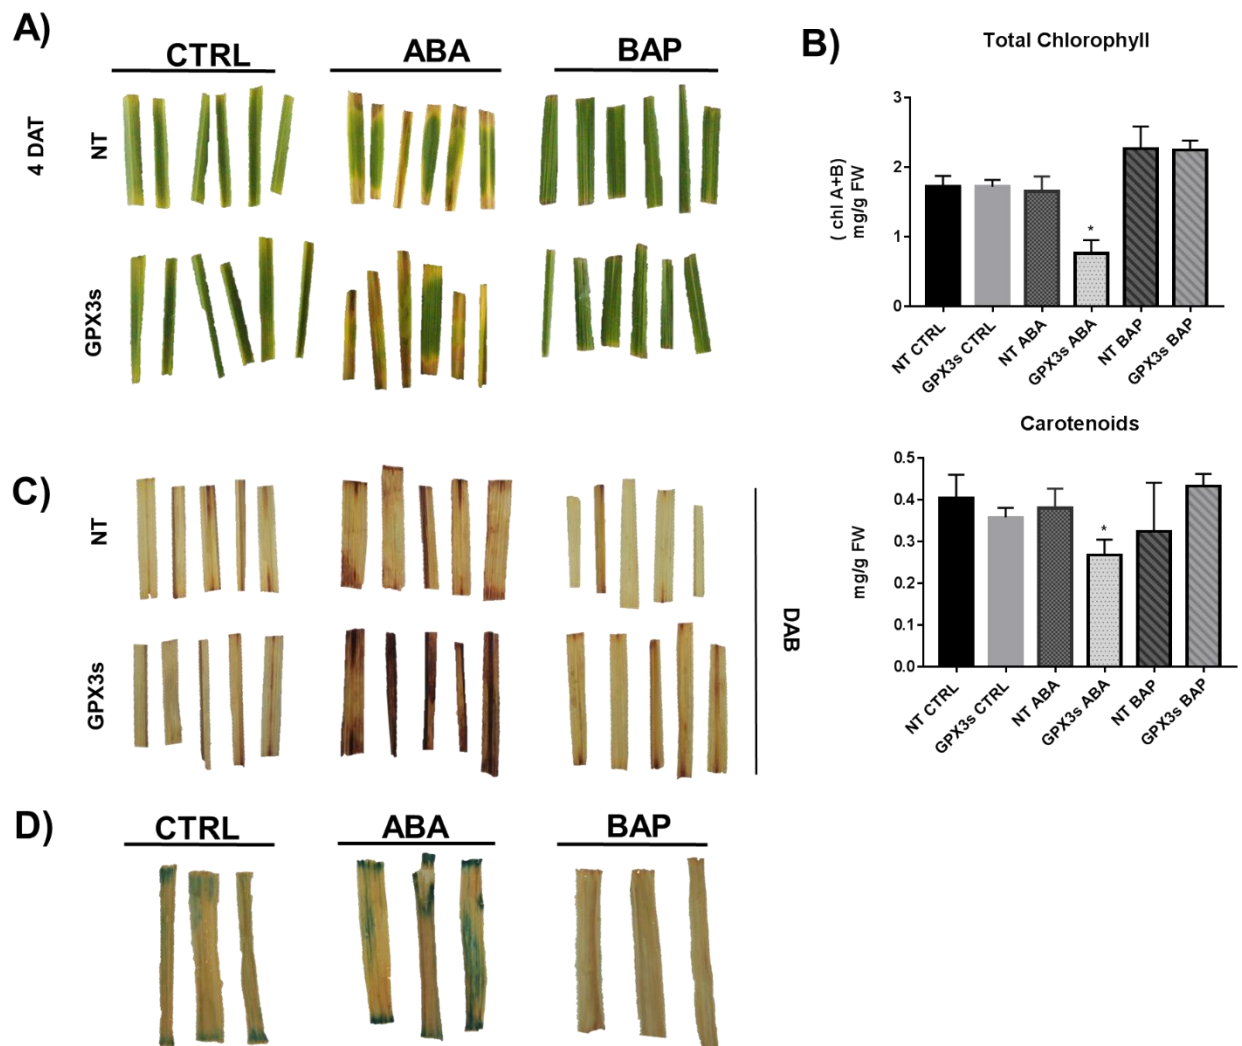 A)
CTRL
ABA
BAP
4 DAT
NT
GPX3s
B)
Total Chlorophyll
( chl A+B)
mg/g FW
3
2
1
0
*
NT CTRL
GPX3s CTRL
NT ABA
GPX3s ABA
NT BAP
GPX3s BAP
Carotenoids
mg/g FW
0.5
0.4
0.3
0.2
0.1
0.0
*
NT CTRL
GPX3s CTRL
NT ABA
GPX3s ABA
NT BAP
GPX3s BAP
C)
NT
GPX3s
DAB
D)
CTRL
ABA
BAP